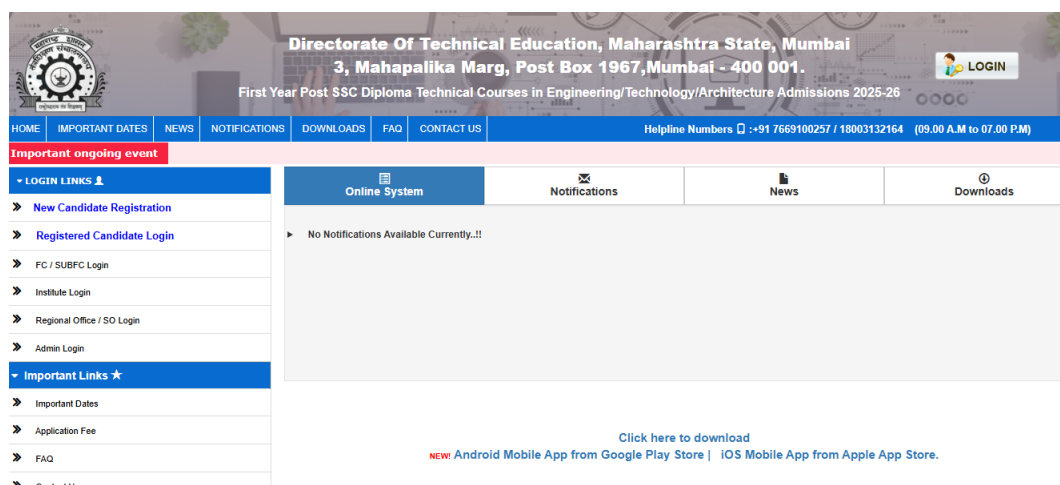 Directorate Of Technical Education, Maharashtra State, Mumbai
3, Mahapalika Marg, Post Box 1967,Mumbai - 400 001.
First Year Post SSC Diploma Technical Courses in Engineering/Technology/Architecture Admissions 2025-26
LOGIN
HOME IMPORTANT DATES NEWS NOTIFICATIONS DOWNLOADS FAQ CONTACT US Helpline Numbers :+91 7669100257 / 18003132164 (09.00 A.M to 07.00 P.M)
Important ongoing event
LOGIN LINKS
New Candidate Registration
Registered Candidate Login
FC / SUBFC Login
Institute Login
Regional Office / SO Login
Admin Login
Important Links
Important Dates
Application Fee
FAQ
Online System Notifications News Downloads
No Notifications Available Currently..!!
Click here to download
NEW! Android Mobile App from Google Play Store | iOS Mobile App from Apple App Store.